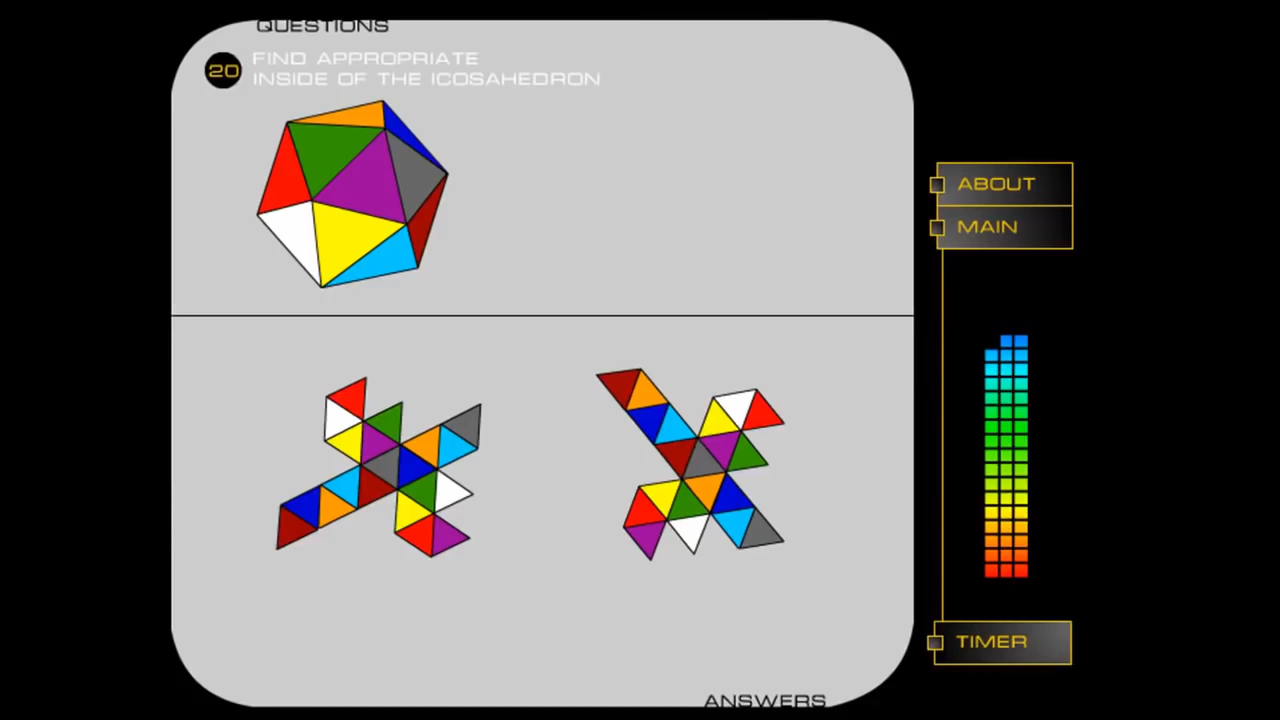 QUESTIONS
20
FIND APPROPRIATE
INSIDE OF THE ICOSAHEDRON
ABOUT
MAIN
TIMER
ANSWERS